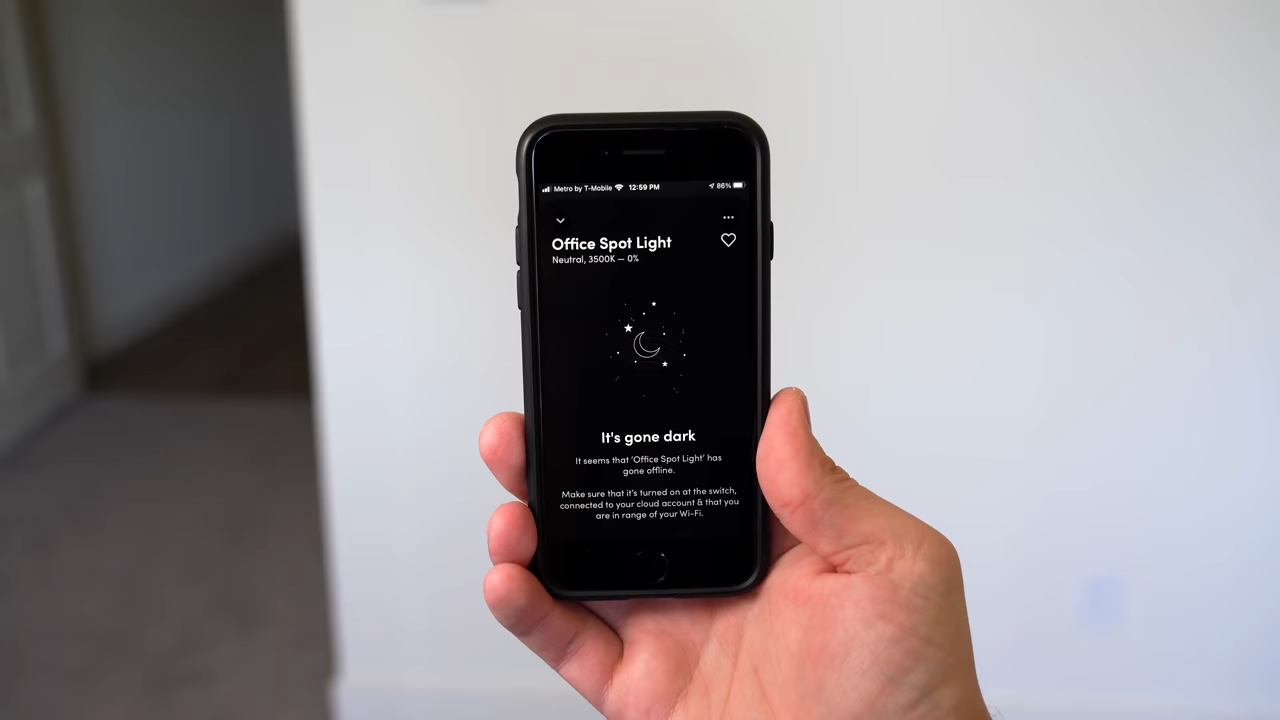 Metro by T-Mobile 12:59 PM 86%
Office Spot Light
Neutral, 3500K — 0%
It's gone dark
It seems that 'Office Spot Light' has
gone offline.
Make sure that it's turned on at the switch,
connected to your cloud account & that you
are in range of your Wi-Fi.